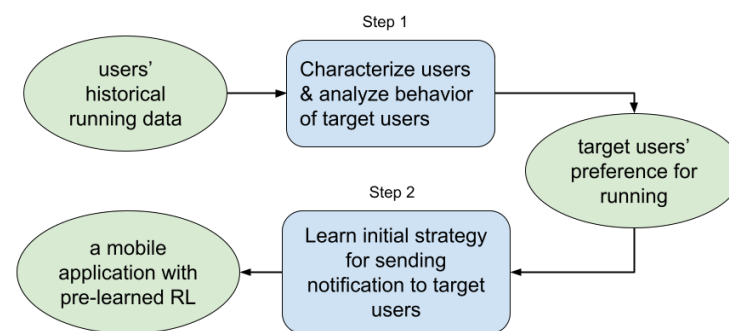 Step 1
users'
historical
running data
Characterize users
& analyze behavior
of target users
target users'
preference for
running
Step 2
Learn initial strategy
for sending
notification to target
users
a mobile
application with
pre-learned RL